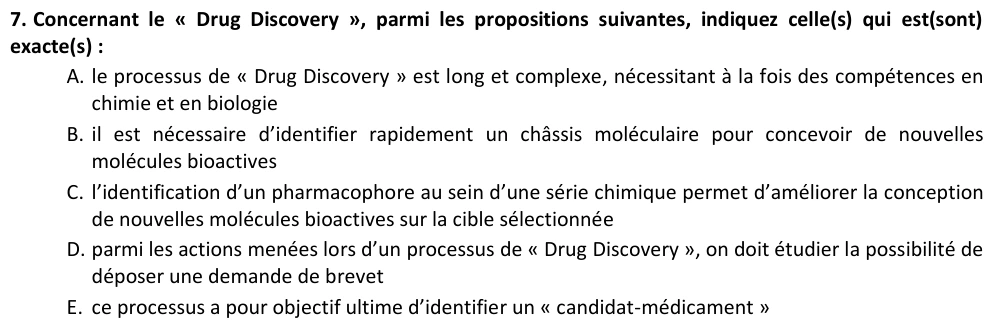 7. Concernant le « Drug Discovery », parmi les propositions suivantes, indiquez celle(s) qui est(sont)
exacte(s) :
A. le processus de « Drug Discovery » est long et complexe, nécessitant à la fois des compétences en
chimie et en biologie
B. il est nécessaire d’identifier rapidement un châssis moléculaire pour concevoir de nouvelles
molécules bioactives
C. l’identification d’un pharmacophore au sein d’une série chimique permet d’améliorer la conception
de nouvelles molécules bioactives sur la cible sélectionnée
D. parmi les actions menées lors d’un processus de « Drug Discovery », on doit étudier la possibilité de
déposer une demande de brevet
E. ce processus a pour objectif ultime d’identifier un « candidat-médicament »